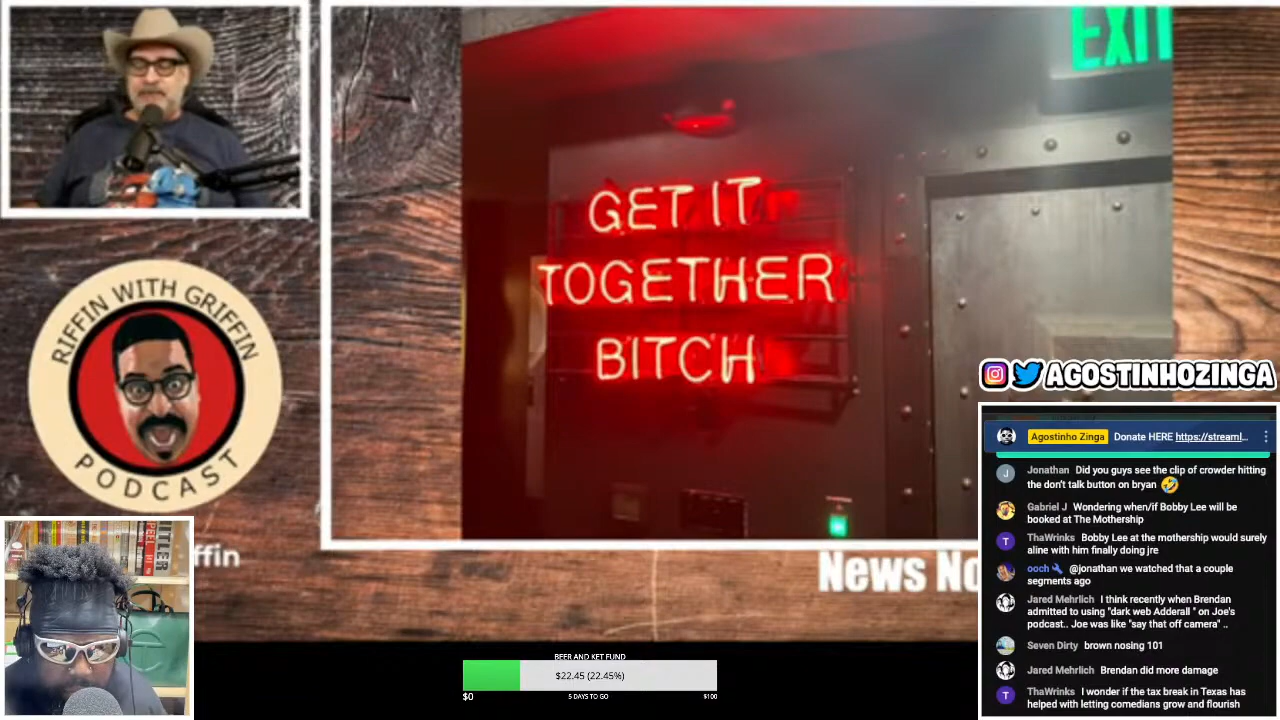 EXIT
GET IT
TOGETHER
BITCH
RIFFIN WITH GRIFFIN
PODCAST
ffin
News No
AGOSTINHOZINGA
Agostinho Zinga Donate HERE https://streaml...
J Jonathan Did you guys see the clip of crowder hitting
the don't talk button on bryan 🤣
Gabriel J Wondering when/if Bobby Lee will be
booked at The Mothership
T ThaWrinks Bobby Lee at the mothership would surely
aline with him finally doing jre
ooch @jonathan we watched that a couple
segments ago
Jared Mehrlich I think recently when Brendan
admitted to using "dark web Adderall " on Joe's
podcast.. Joe was like "say that off camera" ..
Seven Dirty brown nosing 101
Jared Mehrlich Brendan did more damage
T ThaWrinks I wonder if the tax break in Texas has
helped with letting comedians grow and flourish
BEER AND KET FUND
$22.45 (22.45%)
$0 5 DAYS TO GO $100